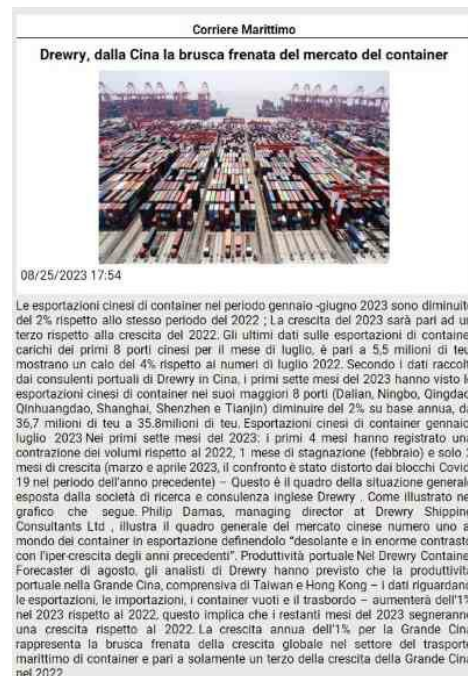 Corriere Marittimo
Drewry, dalla Cina la brusca frenata del mercato del container
08/25/2023 17:54
Le esportazioni cinesi di container nel periodo gennaio -giugno 2023 sono diminuite
del 2% rispetto allo stesso periodo del 2022 ; La crescita del 2023 sarà pari ad un
terzo rispetto alla crescita del 2022. Gli ultimi dati sulle esportazioni di container
carichi dei primi 8 porti cinesi per il mese di luglio, è pari a 5,5 milioni di teu,
mostrano un calo del 4% rispetto ai numeri di luglio 2022. Secondo i dati raccolti
dai consulenti portuali di Drewry in Cina, i primi sette mesi del 2023 hanno visto le
esportazioni cinesi di container nei suoi maggiori 8 porti (Dalian, Ningbo, Qingdao,
Qinhuangdao, Shanghai, Shenzhen e Tianjin) diminuire del 2% su base annua, da
36,7 milioni di teu a 35.8milioni di teu. Esportazioni cinesi di container gennaio
luglio 2023 Nei primi sette mesi del 2023: i primi 4 mesi hanno registrato una
contrazione dei volumi rispetto al 2022, 1 mese di stagnazione (febbraio) e solo
mesi di crescita (marzo e aprile 2023, il confronto è stato distorto dai blocchi Covid
19 nel periodo dell'anno precedente) – Questo è il quadro della situazione generale
esposta dalla società di ricerca e consulenza inglese Drewry . Come illustrato nel
grafico che segue. Philip Damas, managing director at Drewry Shipping
Consultants Ltd , illustra il quadro generale del mercato cinese numero uno al
mondo dei container in esportazione definendolo "desolante e in enorme contrasto
con l'iper-crescita degli anni precedenti". Produttività portuale Nel Drewry Container
Forecaster di agosto, gli analisti di Drewry hanno previsto che la produttività
portuale nella Grande Cina, comprensiva di Taiwan e Hong Kong – i dati riguardano
le esportazioni, le importazioni, i container vuoti e il trasbordo – aumenterà dell'1%
nel 2023 rispetto al 2022, questo implica che i restanti mesi del 2023 segneranno
una crescita rispetto al 2022. La crescita annua dell'1% per la Grande Cina
rappresenta la brusca frenata della crescita globale nel settore del trasporto
marittimo di container e pari a solamente un terzo della crescita della Grande Cina
nel 2022